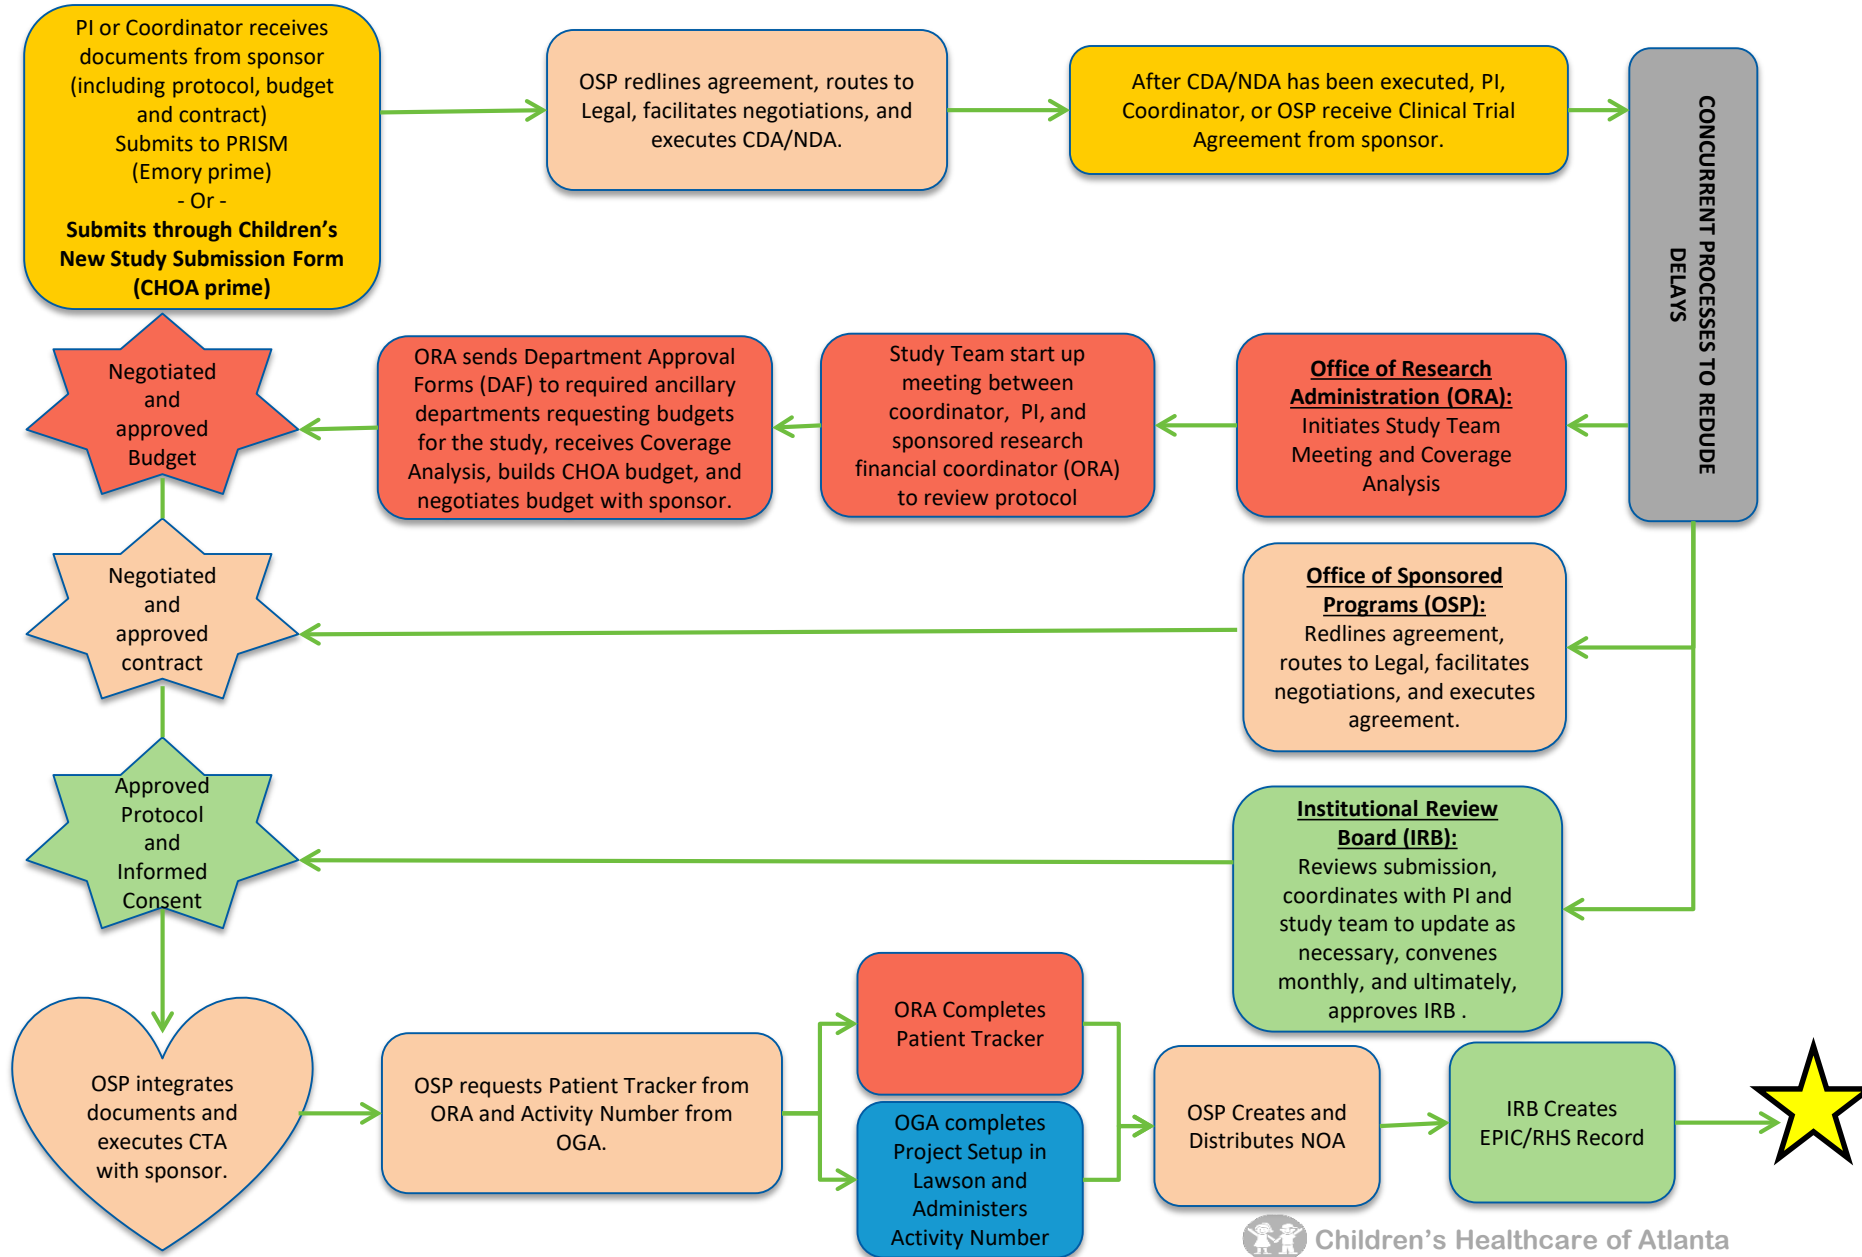 PI or Coordinator receives
documents from sponsor
(including protocol, budget
and contract)
Submits to PRISM
(Emory prime)
- Or -
Submits through Children's
New Study Submission Form
(CHOA prime)
OSP redlines agreement, routes to
Legal, facilitates negotiations, and
executes CDA/NDA.
After CDA/NDA has been executed, PI,
Coordinator, or OSP receive Clinical Trial
Agreement from sponsor.
CONCURRENT PROCESSES TO REDUDE
DELAYS
Office of Research
Administration (ORA):
Initiates Study Team
Meeting and Coverage
Analysis
Study Team start up
meeting between
coordinator, PI, and
sponsored research
financial coordinator (ORA)
to review protocol
ORA sends Department Approval
Forms (DAF) to required ancillary
departments requesting budgets
for the study, receives Coverage
Analysis, builds CHOA budget, and
negotiates budget with sponsor.
Negotiated
and
approved
Budget
Office of Sponsored
Programs (OSP):
Redlines agreement,
routes to Legal, facilitates
negotiations, and executes
agreement.
Negotiated
and
approved
contract
Institutional Review
Board (IRB):
Reviews submission,
coordinates with PI and
study team to update as
necessary, convenes
monthly, and ultimately,
approves IRB .
Approved
Protocol
and
Informed
Consent
OSP integrates
documents and
executes CTA
with sponsor.
OSP requests Patient Tracker from
ORA and Activity Number from
OGA.
ORA Completes
Patient Tracker
OGA completes
Project Setup in
Lawson and
Administers
Activity Number
OSP Creates and
Distributes NOA
IRB Creates
EPIC/RHS Record
Children's Healthcare of Atlanta